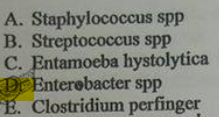 A. Staphylococcus spp
B. Streptococcus spp
C. Entamoeba hystolytica
D. Enterobacter spp
E. Clostridium perfinger